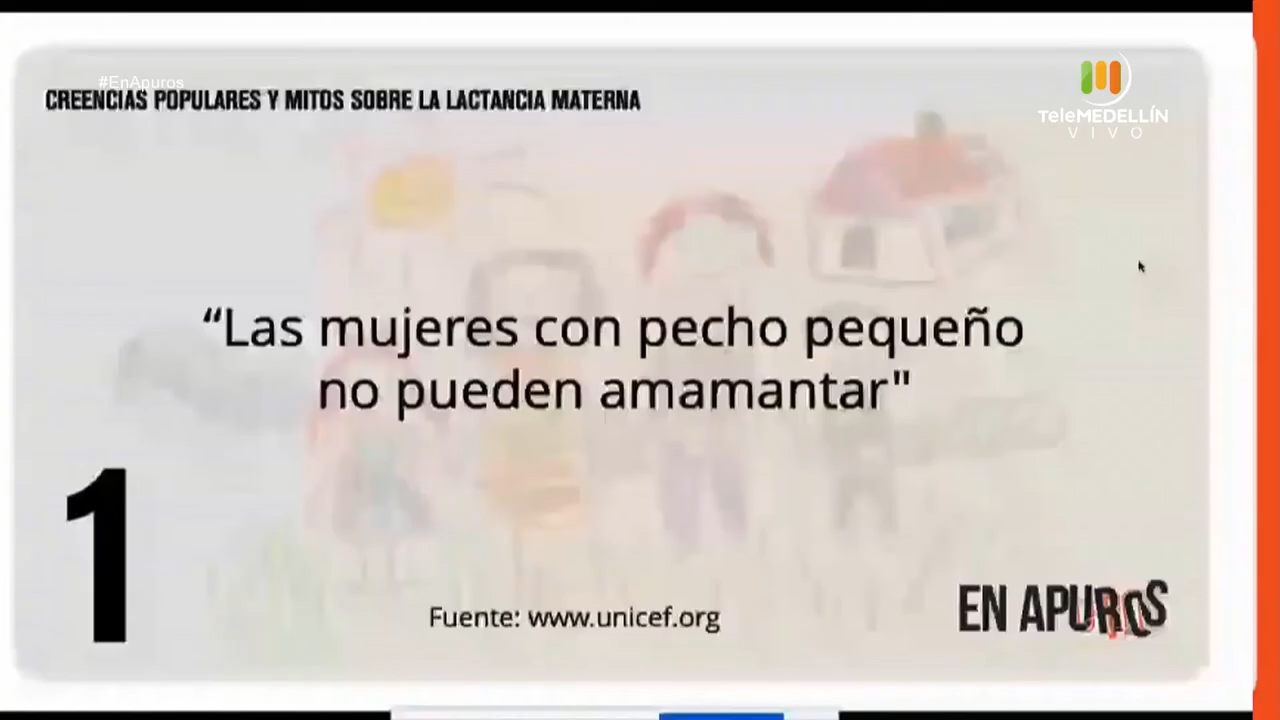 #EnApuros
CREENCIAS POPULARES Y MITOS SOBRE LA LACTANCIA MATERNA
TeleMEDELLÍN
VIVO
“Las mujeres con pecho pequeño
no pueden amamantar"
1
Fuente: www.unicef.org
EN APUROS